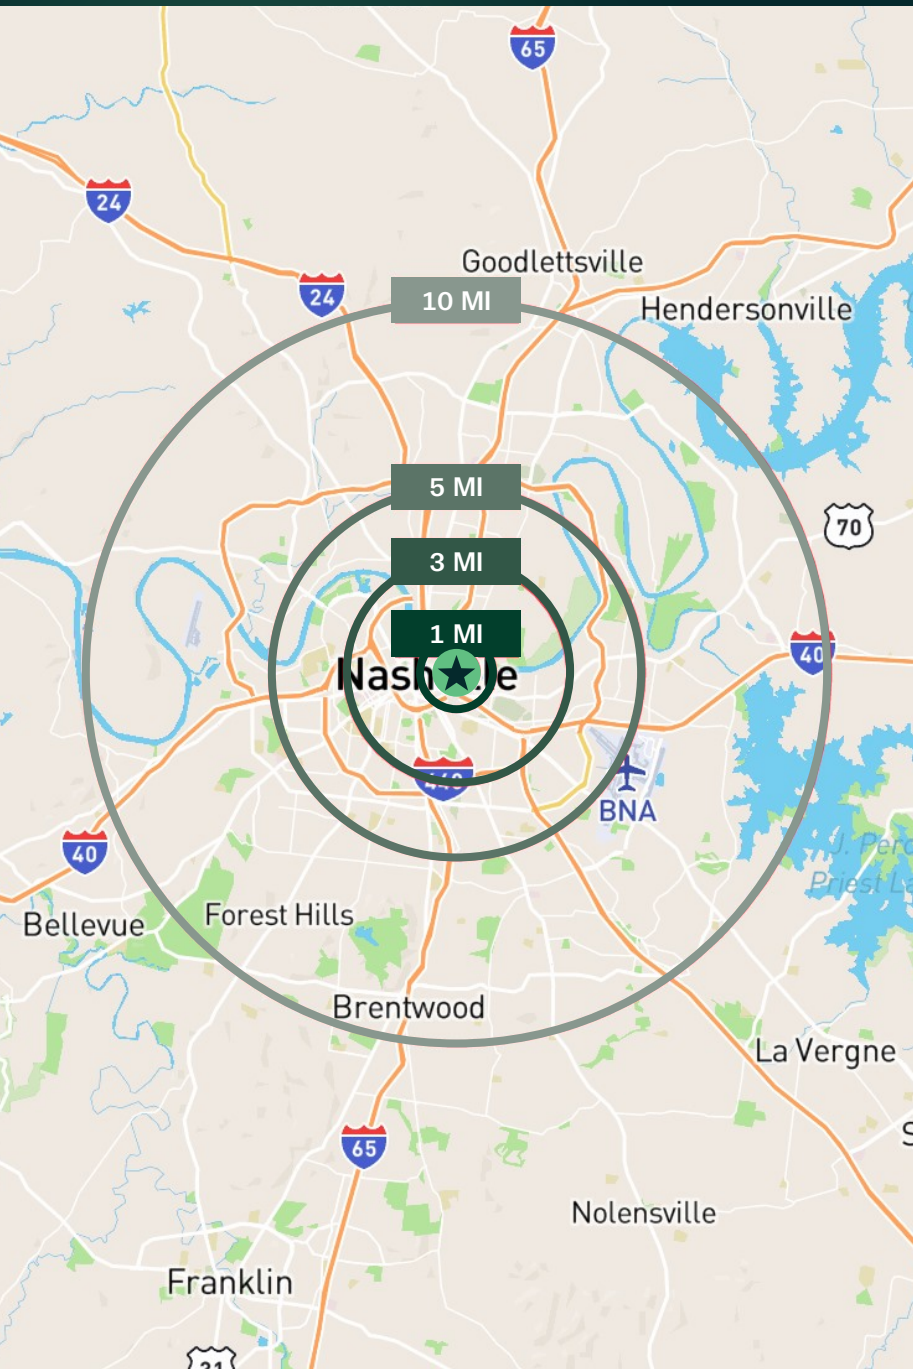 65
24
Goodlettsville
24
10 MI
Hendersonville
5 MI
70
3 MI
1 MI
40
BNA
40
Forest Hills
Bellevue
Brentwood
La Vergne
65
Nolensville
Franklin